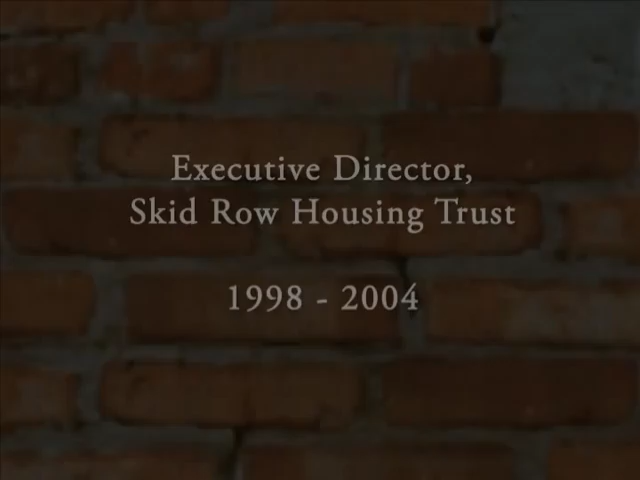 Executive Director,
Skid Row Housing Trust
1998 - 2004